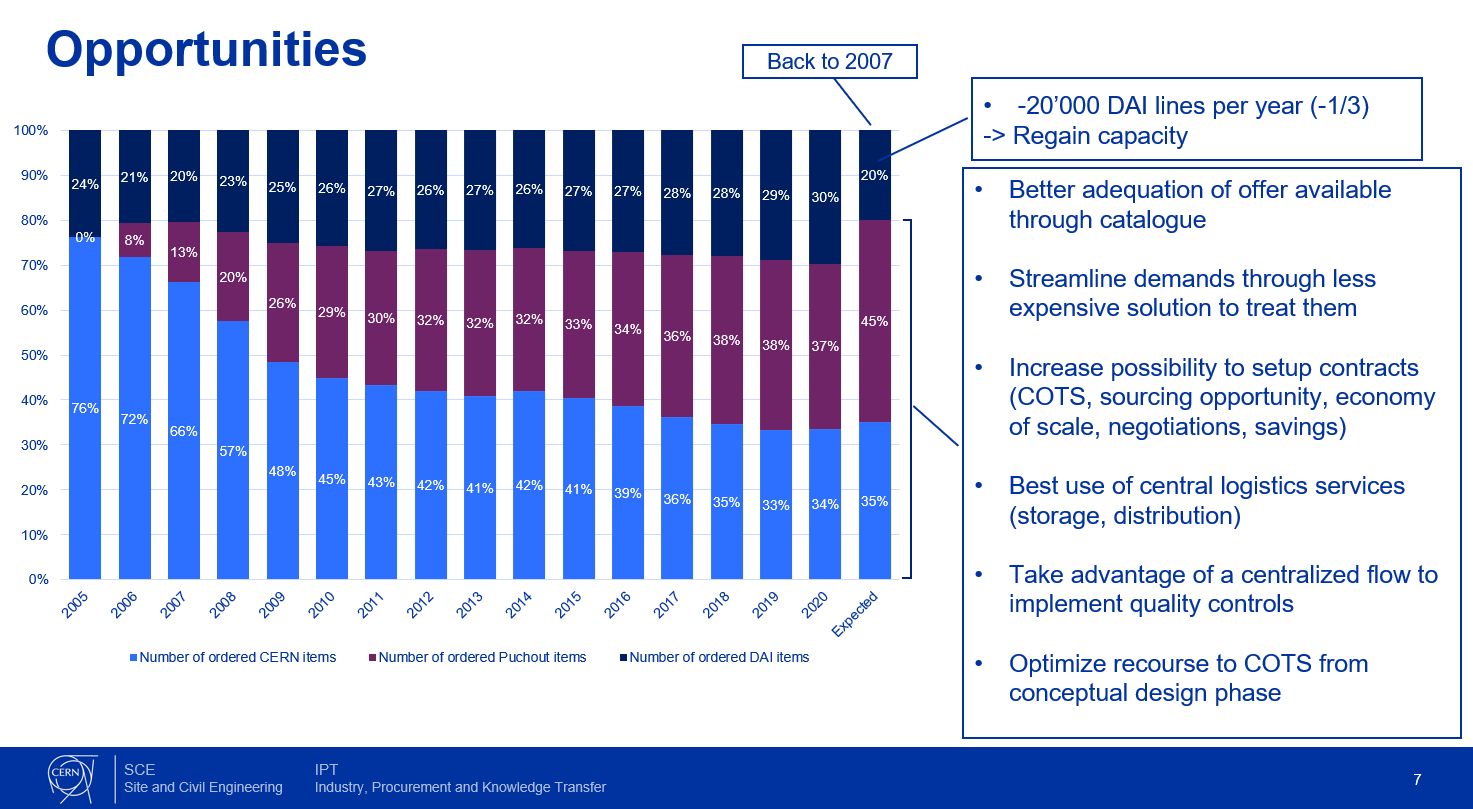 Opportunities
Back to 2007
• -20’000 DAI lines per year (-1/3)
-> Regain capacity
100%
90%
80%
70%
60%
50%
40%
30%
20%
10%
0%
24% 21% 20% 23% 25% 26% 27% 26% 27% 26% 27% 27% 28% 28% 29% 30% 20%
0% 8% 13% 20% 26% 29% 30% 32% 32% 32% 33% 34% 36% 38% 38% 37% 45%
76% 72% 66% 57% 48% 45% 43% 42% 41% 42% 41% 39% 36% 35% 33% 34% 35%
2005 2006 2007 2008 2009 2010 2011 2012 2013 2014 2015 2016 2017 2018 2019 2020 Expected
Number of ordered CERN items Number of ordered Puchout items Number of ordered DAI items
• Better adequation of offer available
through catalogue
• Streamline demands through less
expensive solution to treat them
• Increase possibility to setup contracts
(COTS, sourcing opportunity, economy
of scale, negotiations, savings)
• Best use of central logistics services
(storage, distribution)
• Take advantage of a centralized flow to
implement quality controls
• Optimize recourse to COTS from
conceptual design phase
CERN
SCE
Site and Civil Engineering
IPT
Industry, Procurement and Knowledge Transfer
7